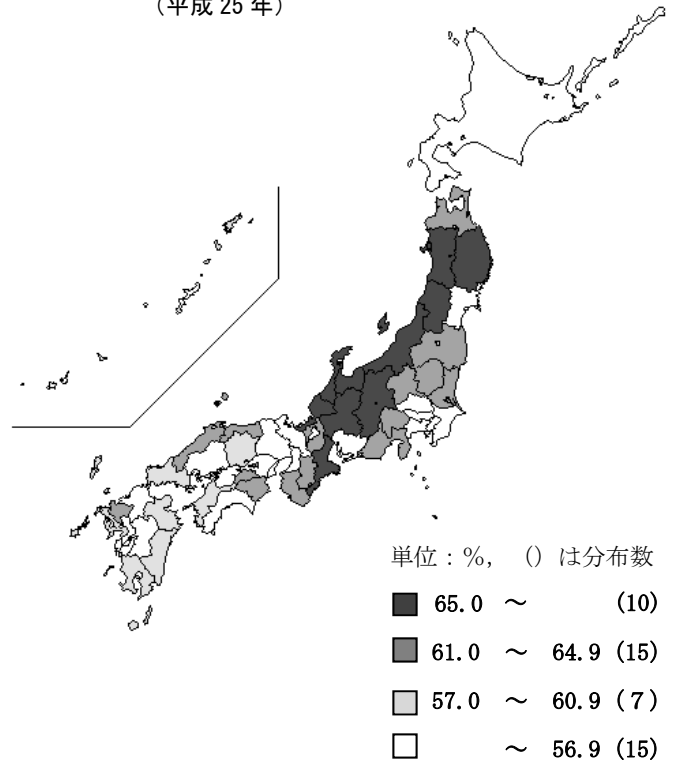 (平成 25 年)
単位：%， () は分布数
65.0 ～ (10)
61.0 ～ 64.9 (15)
57.0 ～ 60.9 ( 7 )
～ 56.9 (15)